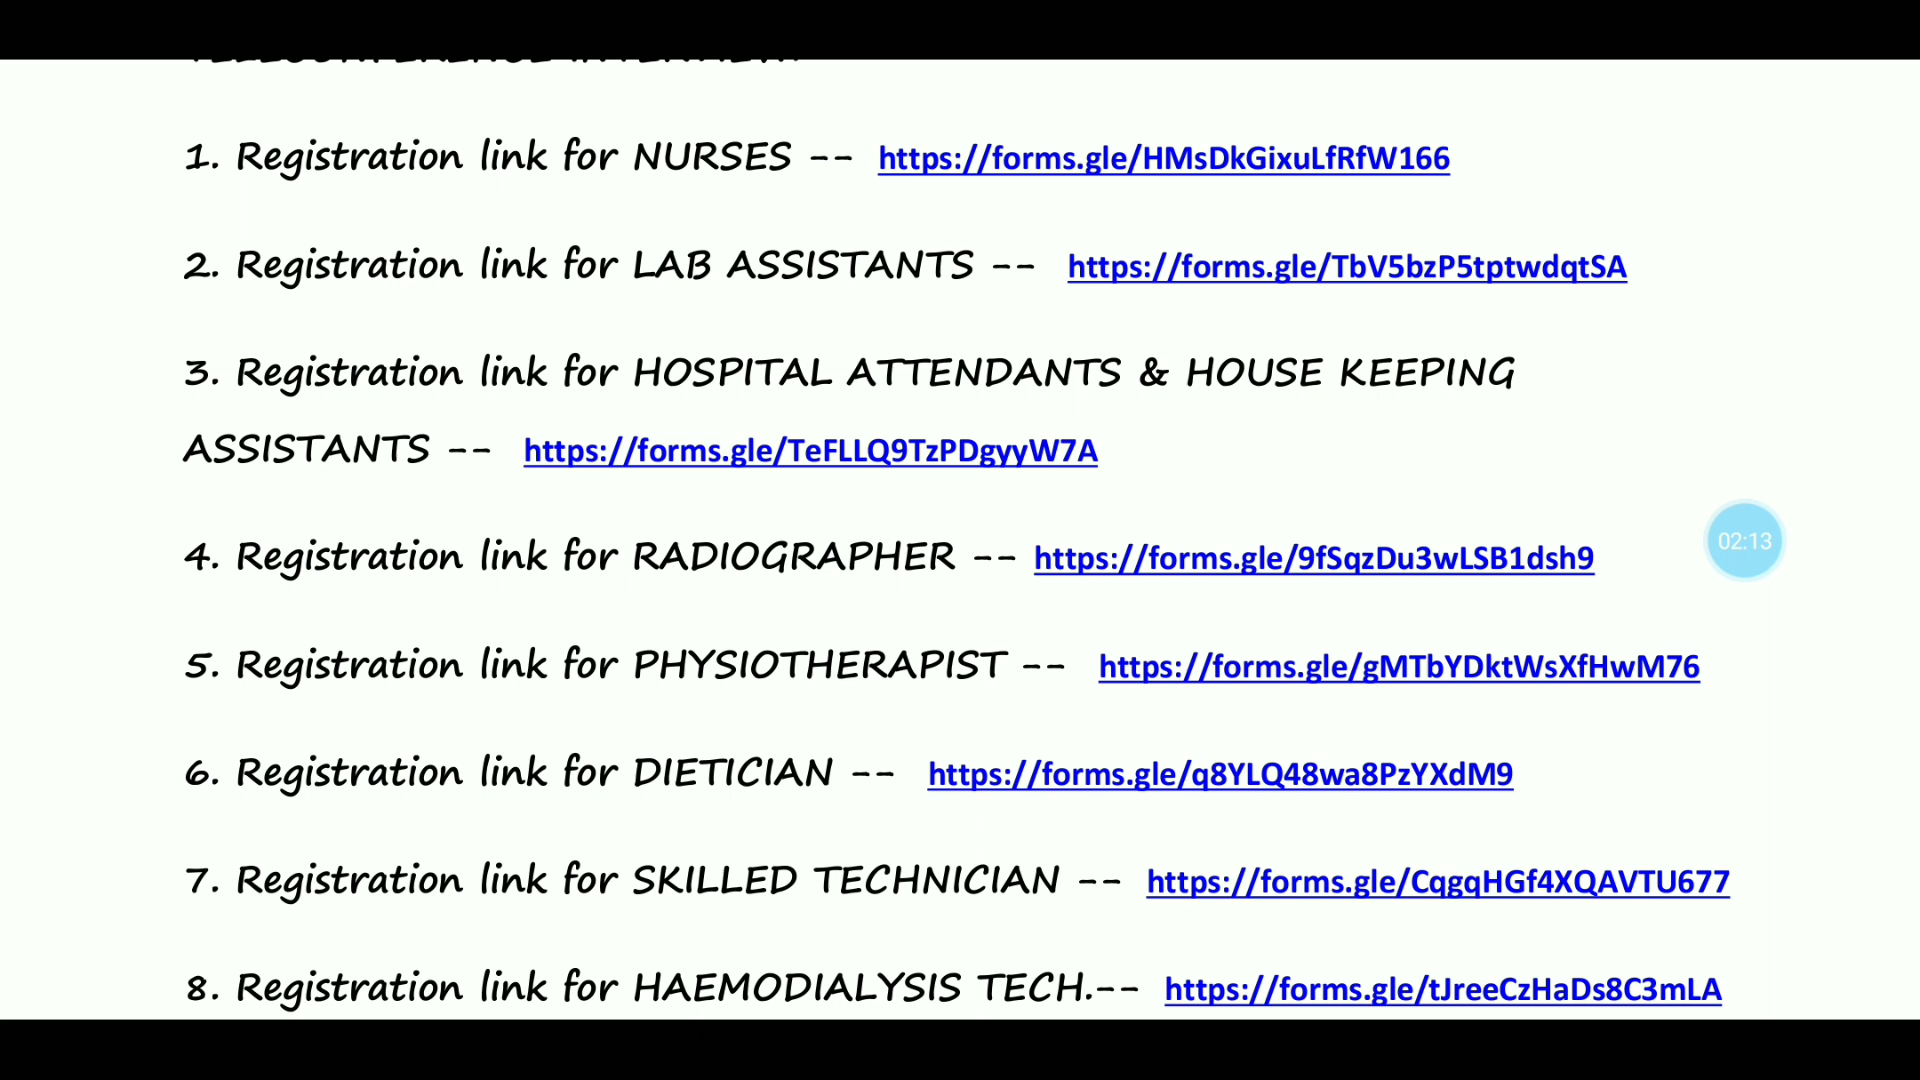 1. Registration link for NURSES -- https://forms.gle/HMsDkGixuLfRfW166
2. Registration link for LAB ASSISTANTS -- https://forms.gle/TbV5bzP5tptwdqtSA
3. Registration link for HOSPITAL ATTENDANTS & HOUSE KEEPING
ASSISTANTS -- https://forms.gle/TeFLLQ9TzPDgyyW7A
4. Registration link for RADIOGRAPHER -- https://forms.gle/9fSqzDu3wLSB1dsh9
02:13
5. Registration link for PHYSIOTHERAPIST -- https://forms.gle/gMTbYDktWsXfHwM76
6. Registration link for DIETICIAN -- https://forms.gle/q8YLQ48wa8PzYXdM9
7. Registration link for SKILLED TECHNICIAN -- https://forms.gle/CqgqHGf4XQAVTU677
8. Registration link for HAEMODIALYSIS TECH.-- https://forms.gle/tJreeCzHaDs8C3mLA